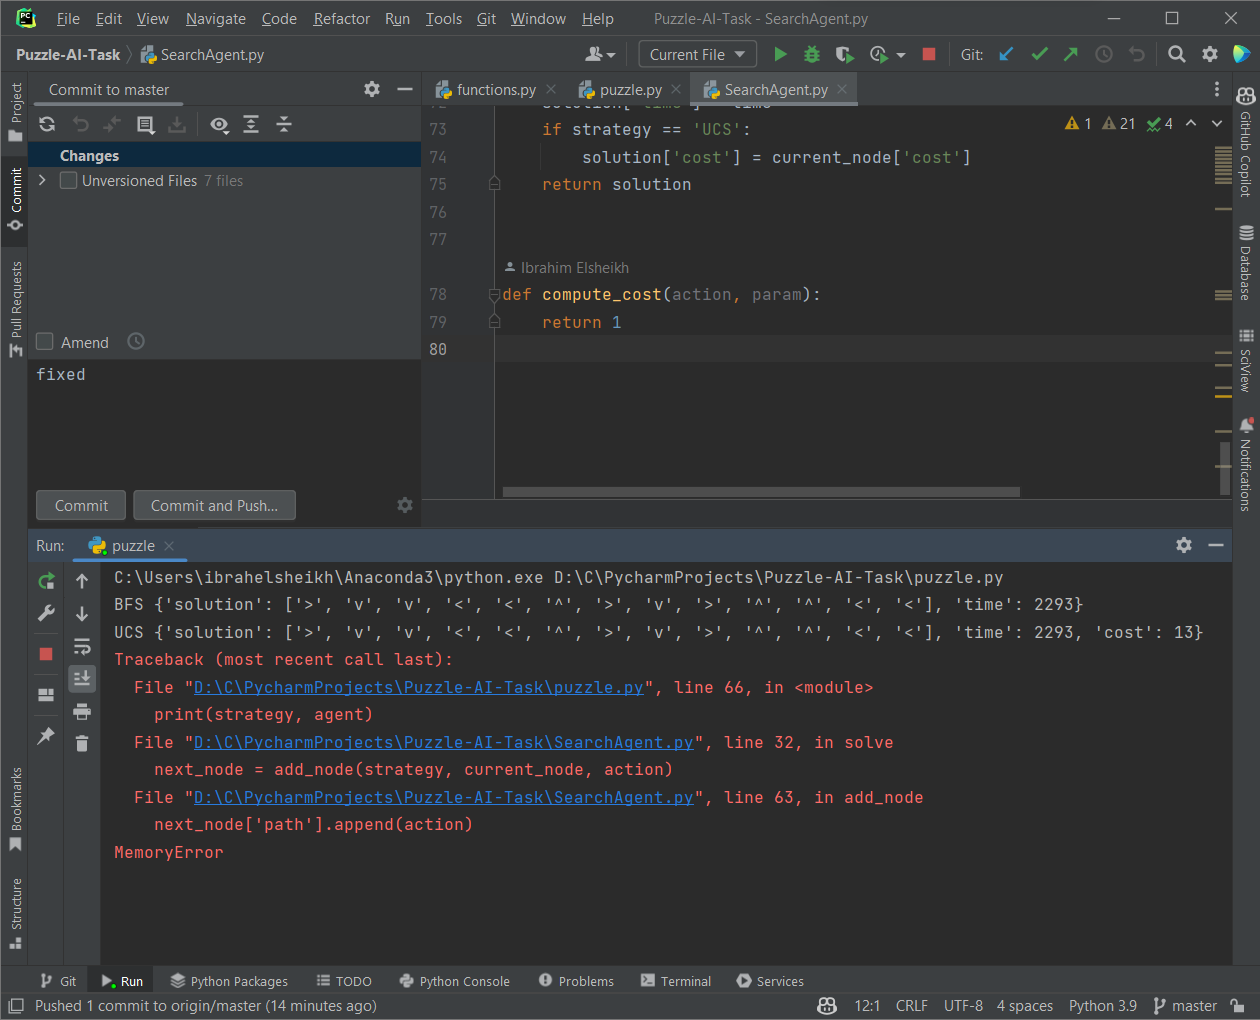 PC File Edit View Navigate Code Refactor Run Tools Git Window Help Puzzle-AI-Task - SearchAgent.py
Puzzle-AI-Task SearchAgent.py Current File Git:
Project
Commit
Pull Requests
Bookmarks
Structure
Commit to master
Changes
Unversioned Files 7 files
Amend
fixed
Commit Commit and Push...
functions.py puzzle.py SearchAgent.py
1 21 4
73 if strategy == 'UCS':
74 solution['cost'] = current_node['cost']
75 return solution
76
77
Ibrahim Elsheikh
78 def compute_cost(action, param):
79 return 1
80
GitHub Copilot
Database
SciView
Notifications
Run: puzzle
C:\Users\ibrahelsheikh\Anaconda3\python.exe D:\C\PycharmProjects\Puzzle-AI-Task\puzzle.py
BFS {'solution': ['>', 'v', 'v', '<', '<', '^', '>', 'v', '>', '^', '^', '<', '<'], 'time': 2293}
UCS {'solution': ['>', 'v', 'v', '<', '<', '^', '>', 'v', '>', '^', '^', '<', '<'], 'time': 2293, 'cost': 13}
Traceback (most recent call last):
File "D:\C\PycharmProjects\Puzzle-AI-Task\puzzle.py", line 66, in <module>
print(strategy, agent)
File "D:\C\PycharmProjects\Puzzle-AI-Task\SearchAgent.py", line 32, in solve
next_node = add_node(strategy, current_node, action)
File "D:\C\PycharmProjects\Puzzle-AI-Task\SearchAgent.py", line 63, in add_node
next_node['path'].append(action)
MemoryError
Git Run Python Packages TODO Python Console Problems Terminal Services
Pushed 1 commit to origin/master (14 minutes ago) 12:1 CRLF UTF-8 4 spaces Python 3.9 master